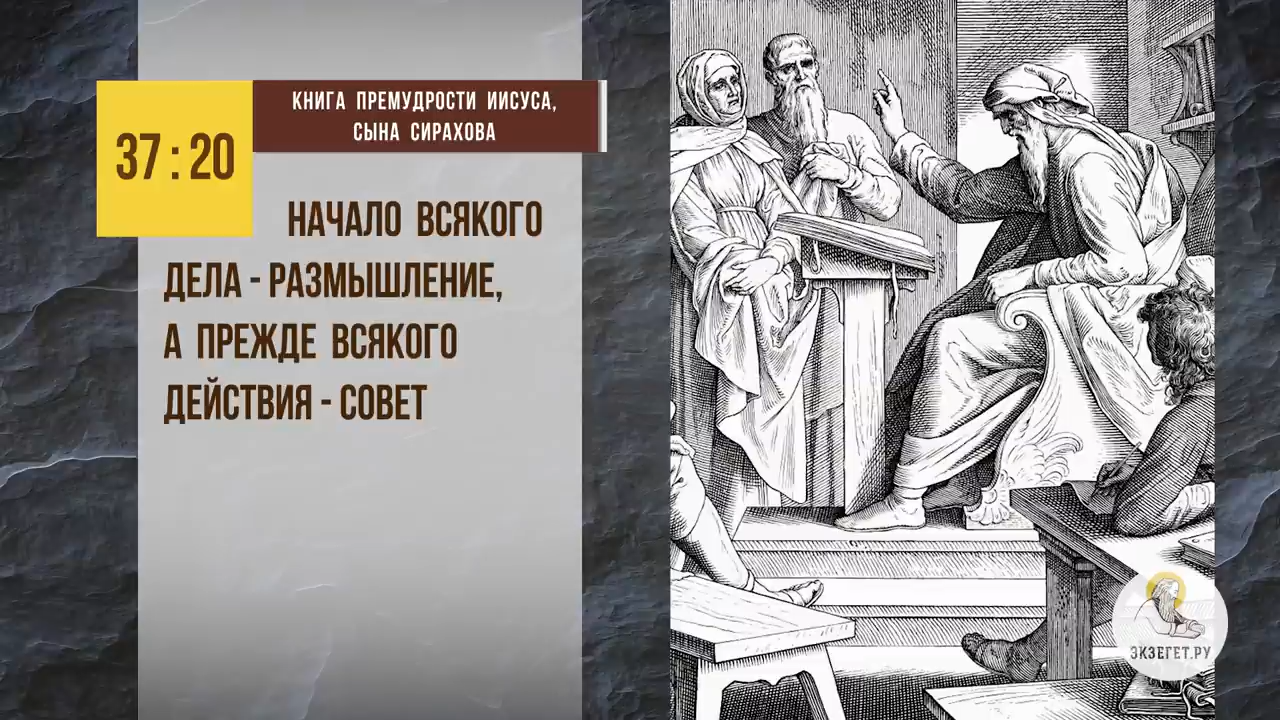 37 : 20
КНИГА ПРЕМУДРОСТИ ИИСУСА,
СЫНА СИРАХОВА
НАЧАЛО ВСЯКОГО
ДЕЛА - РАЗМЫШЛЕНИЕ,
А ПРЕЖДЕ ВСЯКОГО
ДЕЙСТВИЯ - СОВЕТ
ЭКЗЕГЕТ.РУ